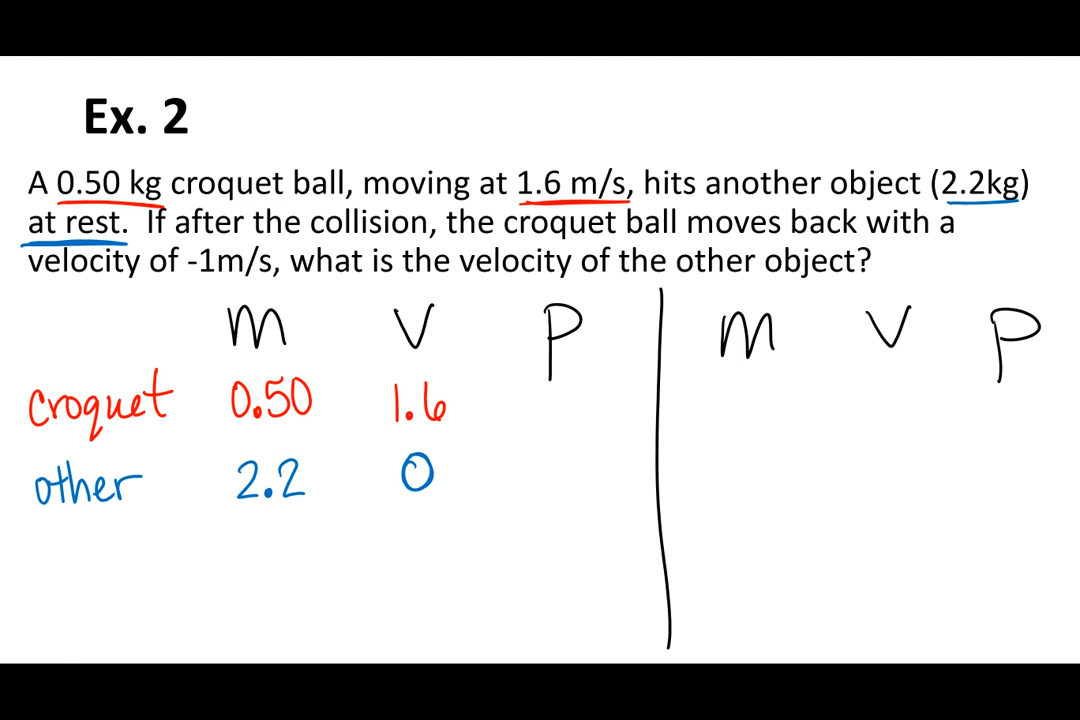 Ex. 2
A 0.50 kg croquet ball, moving at 1.6 m/s, hits another object (2.2kg)
at rest.  If after the collision, the croquet ball moves back with a
velocity of -1m/s, what is the velocity of the other object?
m v p m v p
croquet 0.50 1.6
other 2.2 0